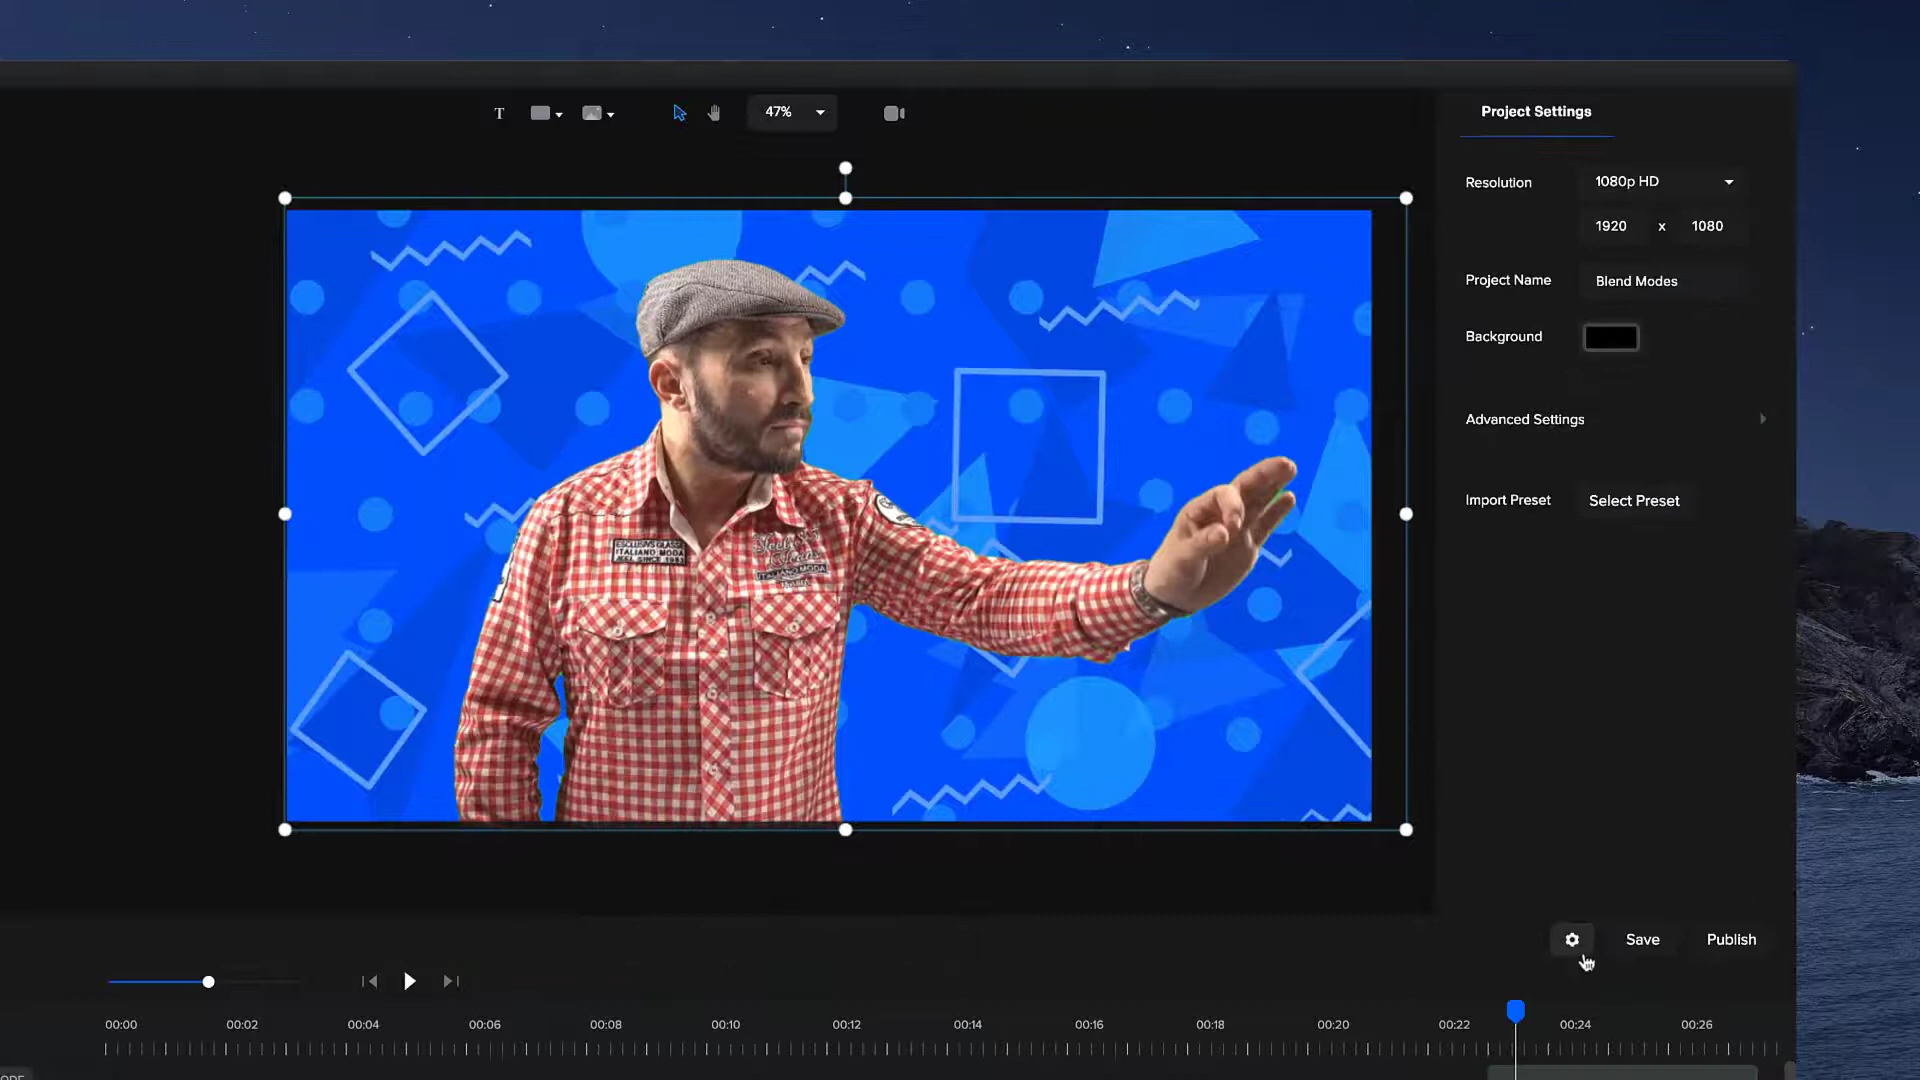 T
47%
Project Settings
Resolution
1080p HD
1920 x 1080
Project Name
Blend Modes
Background
Advanced Settings
Import Preset
Select Preset
ITALIANO MODA
ITALIANO MODA
Save
Publish
00:00 00:02 00:04 00:06 00:08 00:10 00:12 00:14 00:16 00:18 00:20 00:22 00:24 00:26